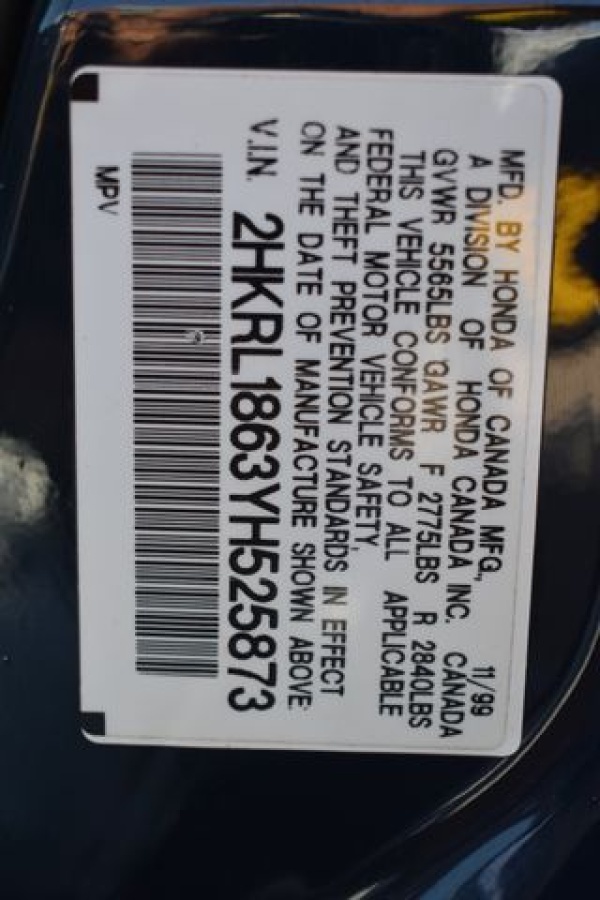 MFD. BY HONDA OF CANADA MFG., 11/99
A DIVISION OF HONDA CANADA INC. CANADA
GVWR 5565LBS GAWR F 2775LBS R 2840LBS
THIS VEHICLE CONFORMS TO ALL APPLICABLE
FEDERAL MOTOR VEHICLE SAFETY,
AND THEFT PREVENTION STANDARDS IN EFFECT
ON THE DATE OF MANUFACTURE SHOWN ABOVE.
V.I.N. 2HKRL1863YH525873
MPV